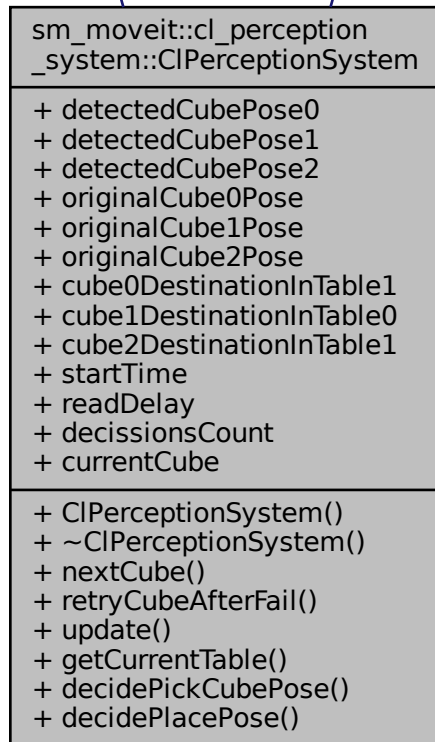 sm_moveit::cl_perception
_system::ClPerceptionSystem
+ detectedCubePose0
+ detectedCubePose1
+ detectedCubePose2
+ originalCube0Pose
+ originalCube1Pose
+ originalCube2Pose
+ cube0DestinationInTable1
+ cube1DestinationInTable0
+ cube2DestinationInTable1
+ startTime
+ readDelay
+ decissionsCount
+ currentCube
+ ClPerceptionSystem()
+ ~ClPerceptionSystem()
+ nextCube()
+ retryCubeAfterFail()
+ update()
+ getCurrentTable()
+ decidePickCubePose()
+ decidePlacePose()